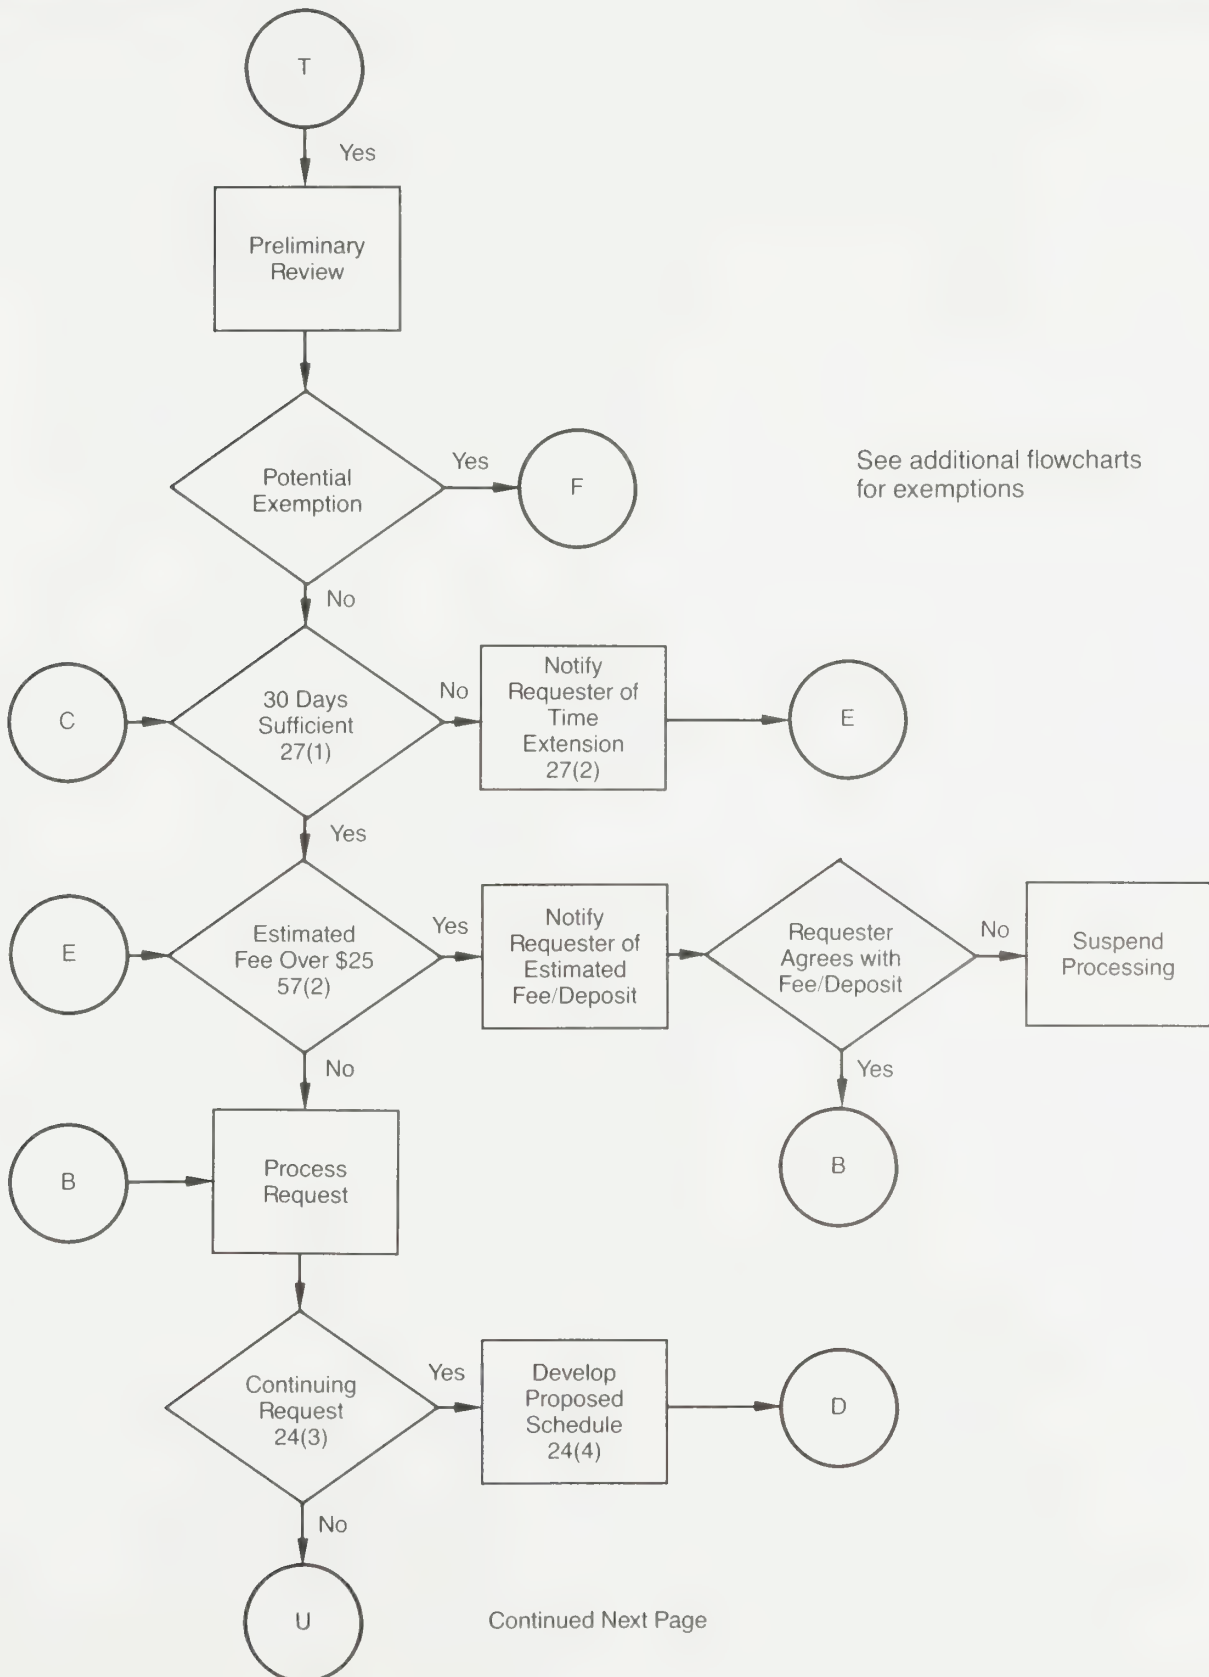 T
Yes
Preliminary
Review
Potential
Exemption
Yes
F
See additional flowcharts
for exemptions
No
C
30 Days
Sufficient
27(1)
No
Notify
Requester of
Time
Extension
27(2)
E
Yes
E
Estimated
Fee Over $25
57(2)
Yes
Notify
Requester of
Estimated
Fee/Deposit
Requester
Agrees with
Fee/Deposit
No
Suspend
Processing
No
Yes
B
Process
Request
B
Continuing
Request
24(3)
Yes
Develop
Proposed
Schedule
24(4)
D
No
U
Continued Next Page